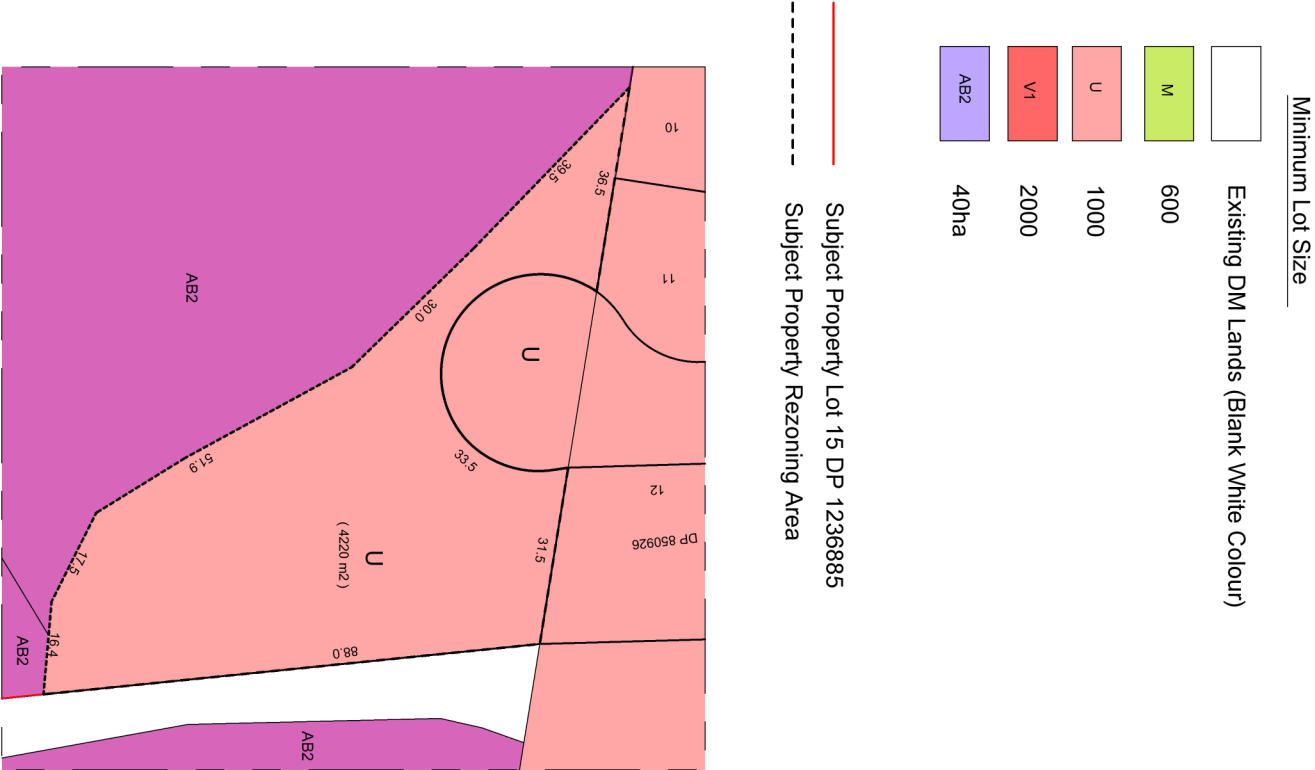 Minimum Lot Size
Existing DM Lands (Blank White Colour)
M
600
U
1000
V1
2000
AB2
40ha
Subject Property Lot 15 DP 1236885
Subject Property Rezoning Area
10
11
12
DP 850926
36.5
39.5
30.0
U
33.5
31.5
51.9
U
( 4220 m2 )
17.5
16.4
88.0
AB2
AB2
AB2